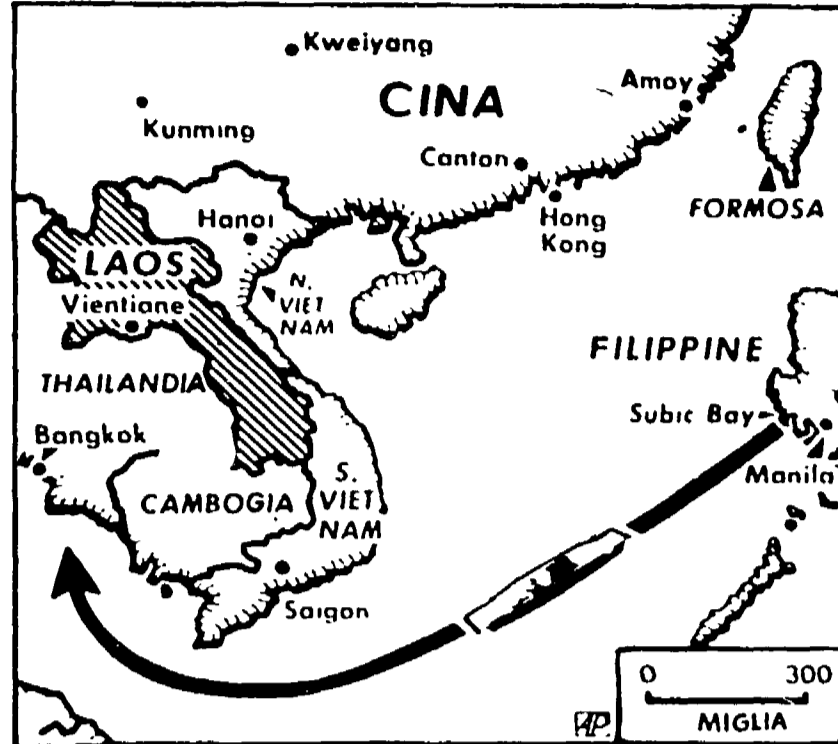 Kweiyang
CINA
Amoy
Kunming
Canton
Hong
Kong
FORMOSA
Hanoi
LAOS
N.
VIET
NAM
Vientiane
FILIPPINE
THAILANDIA
Subic Bay
Bangkok
Manila
S.
VIET
NAM
CAMBOGIA
Saigon
0 300
MIGLIA
AP